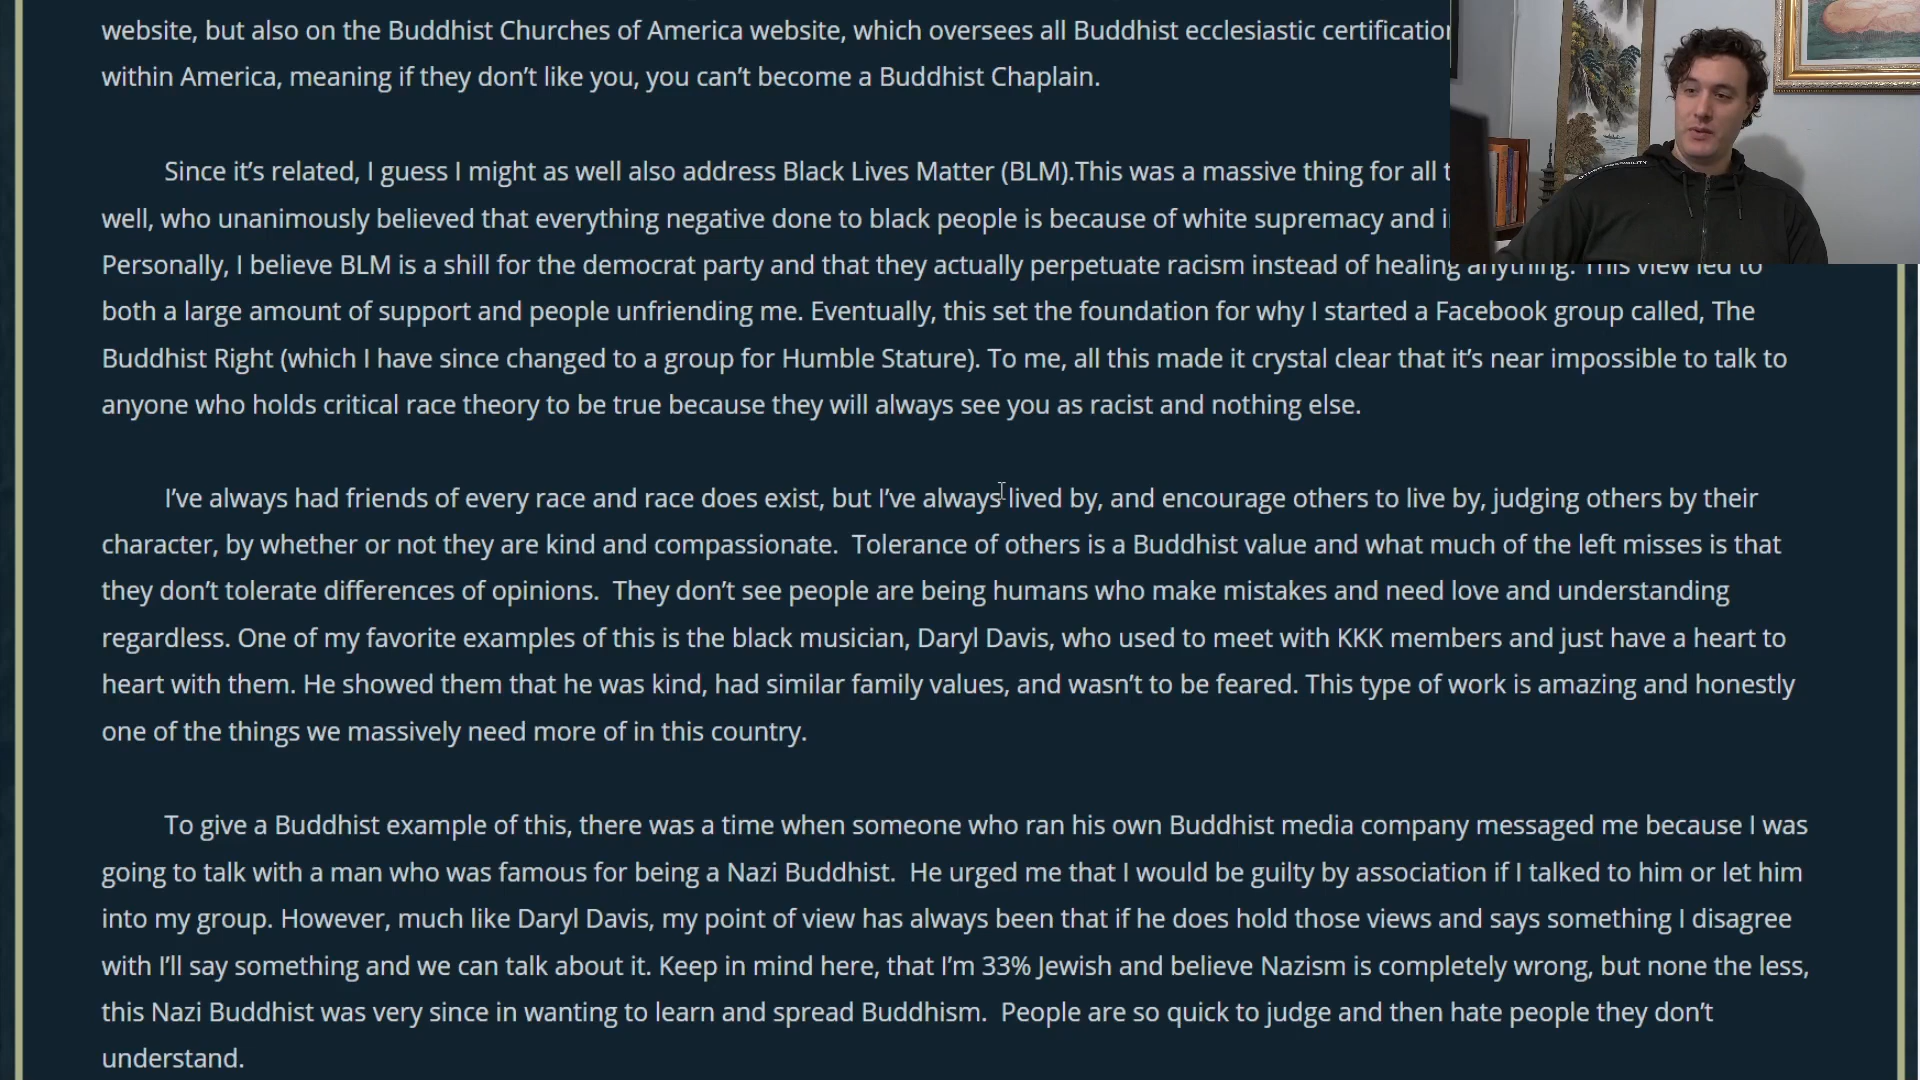 website, but also on the Buddhist Churches of America website, which oversees all Buddhist ecclesiastic certification
within America, meaning if they don’t like you, you can’t become a Buddhist Chaplain.
Since it’s related, I guess I might as well also address Black Lives Matter (BLM).This was a massive thing for all
well, who unanimously believed that everything negative done to black people is because of white supremacy and
Personally, I believe BLM is a shill for the democrat party and that they actually perpetuate racism instead of healing anything. This view led to
both a large amount of support and people unfriending me. Eventually, this set the foundation for why I started a Facebook group called, The
Buddhist Right (which I have since changed to a group for Humble Stature). To me, all this made it crystal clear that it’s near impossible to talk to
anyone who holds critical race theory to be true because they will always see you as racist and nothing else.
I’ve always had friends of every race and race does exist, but I’ve always lived by, and encourage others to live by, judging others by their
character, by whether or not they are kind and compassionate.  Tolerance of others is a Buddhist value and what much of the left misses is that
they don’t tolerate differences of opinions.  They don’t see people are being humans who make mistakes and need love and understanding
regardless. One of my favorite examples of this is the black musician, Daryl Davis, who used to meet with KKK members and just have a heart to
heart with them. He showed them that he was kind, had similar family values, and wasn’t to be feared. This type of work is amazing and honestly
one of the things we massively need more of in this country.
To give a Buddhist example of this, there was a time when someone who ran his own Buddhist media company messaged me because I was
going to talk with a man who was famous for being a Nazi Buddhist.  He urged me that I would be guilty by association if I talked to him or let him
into my group. However, much like Daryl Davis, my point of view has always been that if he does hold those views and says something I disagree
with I’ll say something and we can talk about it. Keep in mind here, that I’m 33% Jewish and believe Nazism is completely wrong, but none the less,
this Nazi Buddhist was very since in wanting to learn and spread Buddhism.  People are so quick to judge and then hate people they don’t
understand.